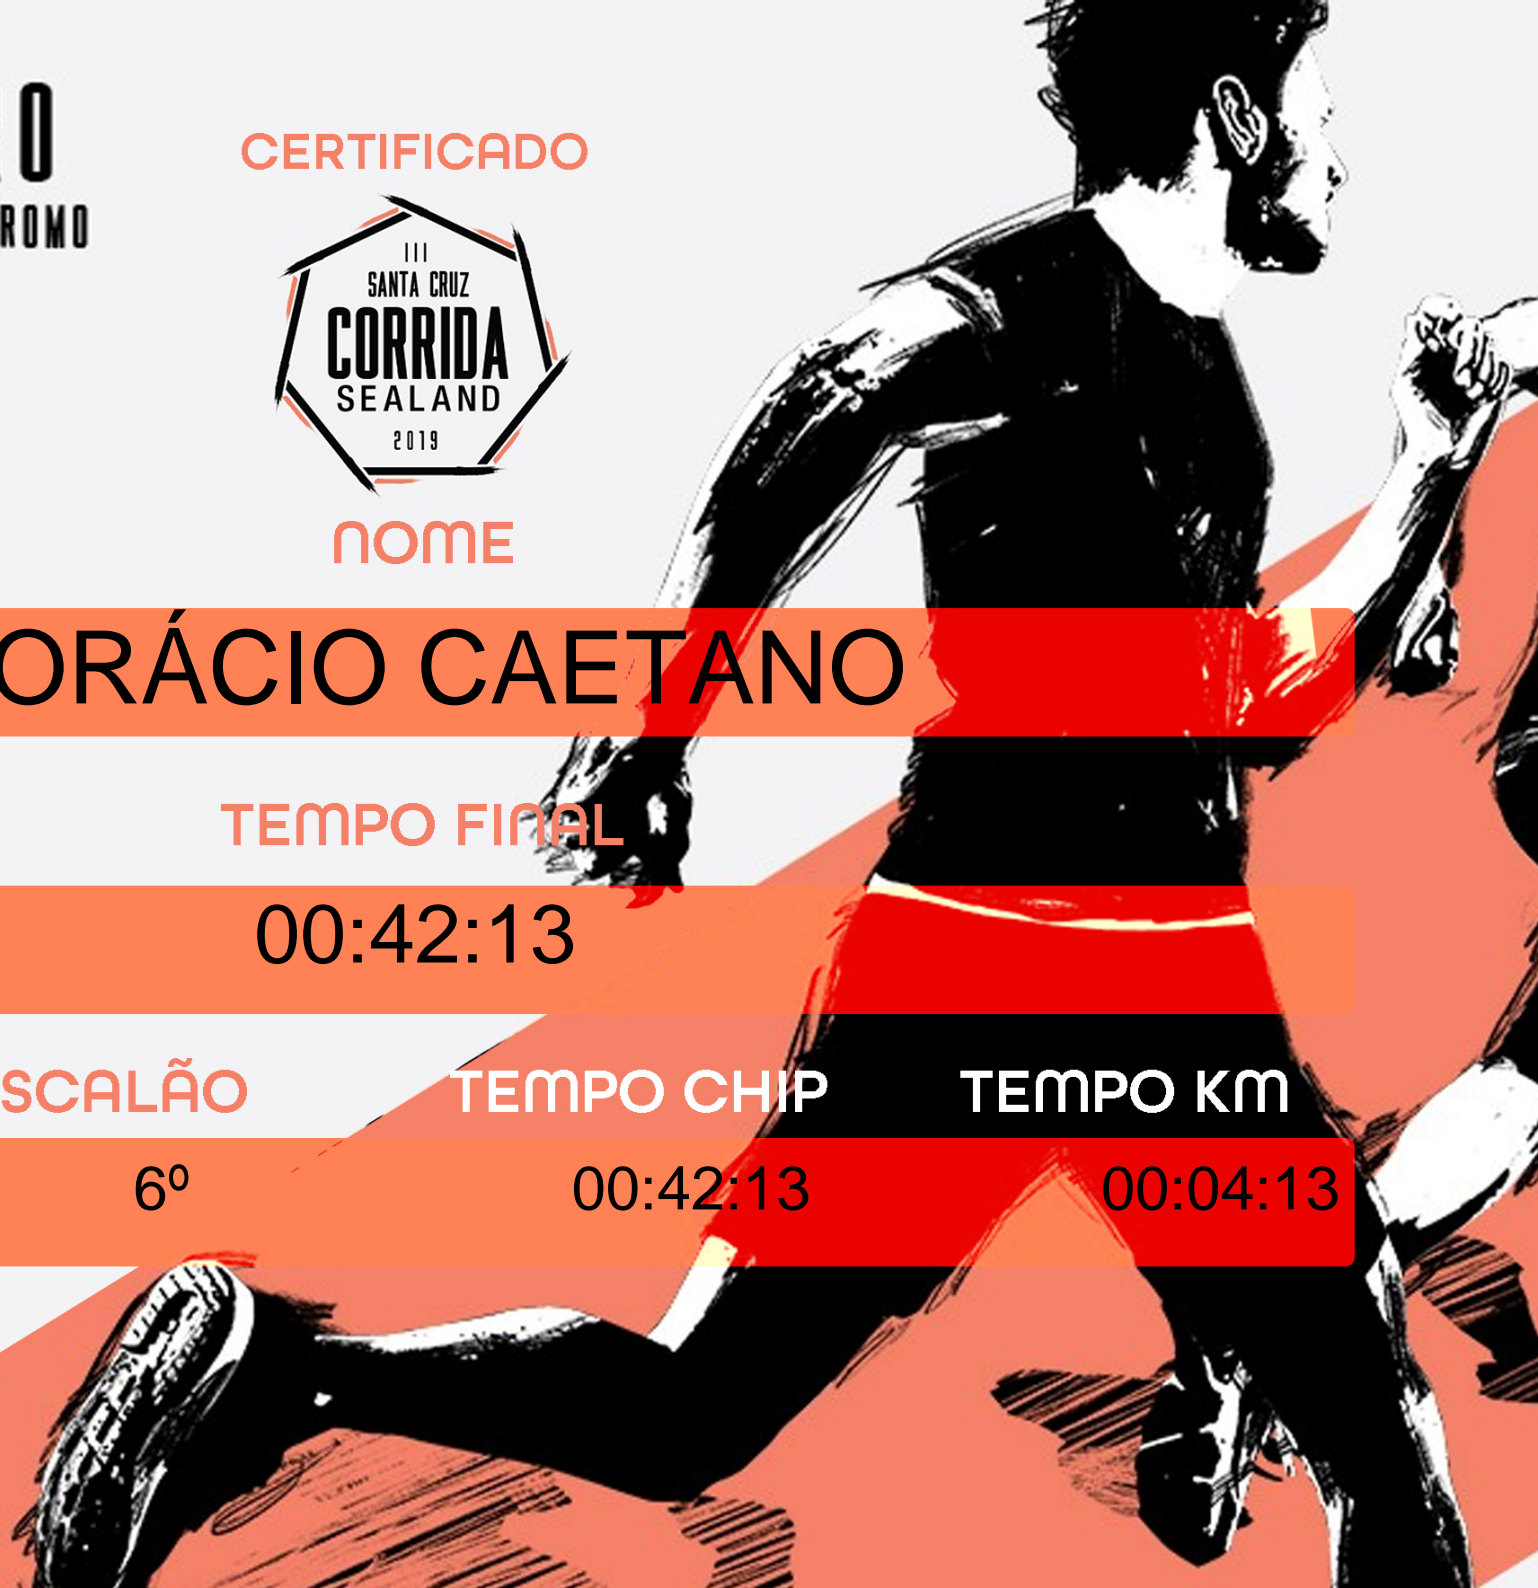 O
ROMO
CERTIFICADO
III
SANTA CRUZ
CORRIDA
SEALAND
2019
NOME
ORÁCIO CAETANO
TEMPO FINAL
00:42:13
SCALÃO TEMPO CHIP TEMPO KM
6º 00:42:13 00:04:13